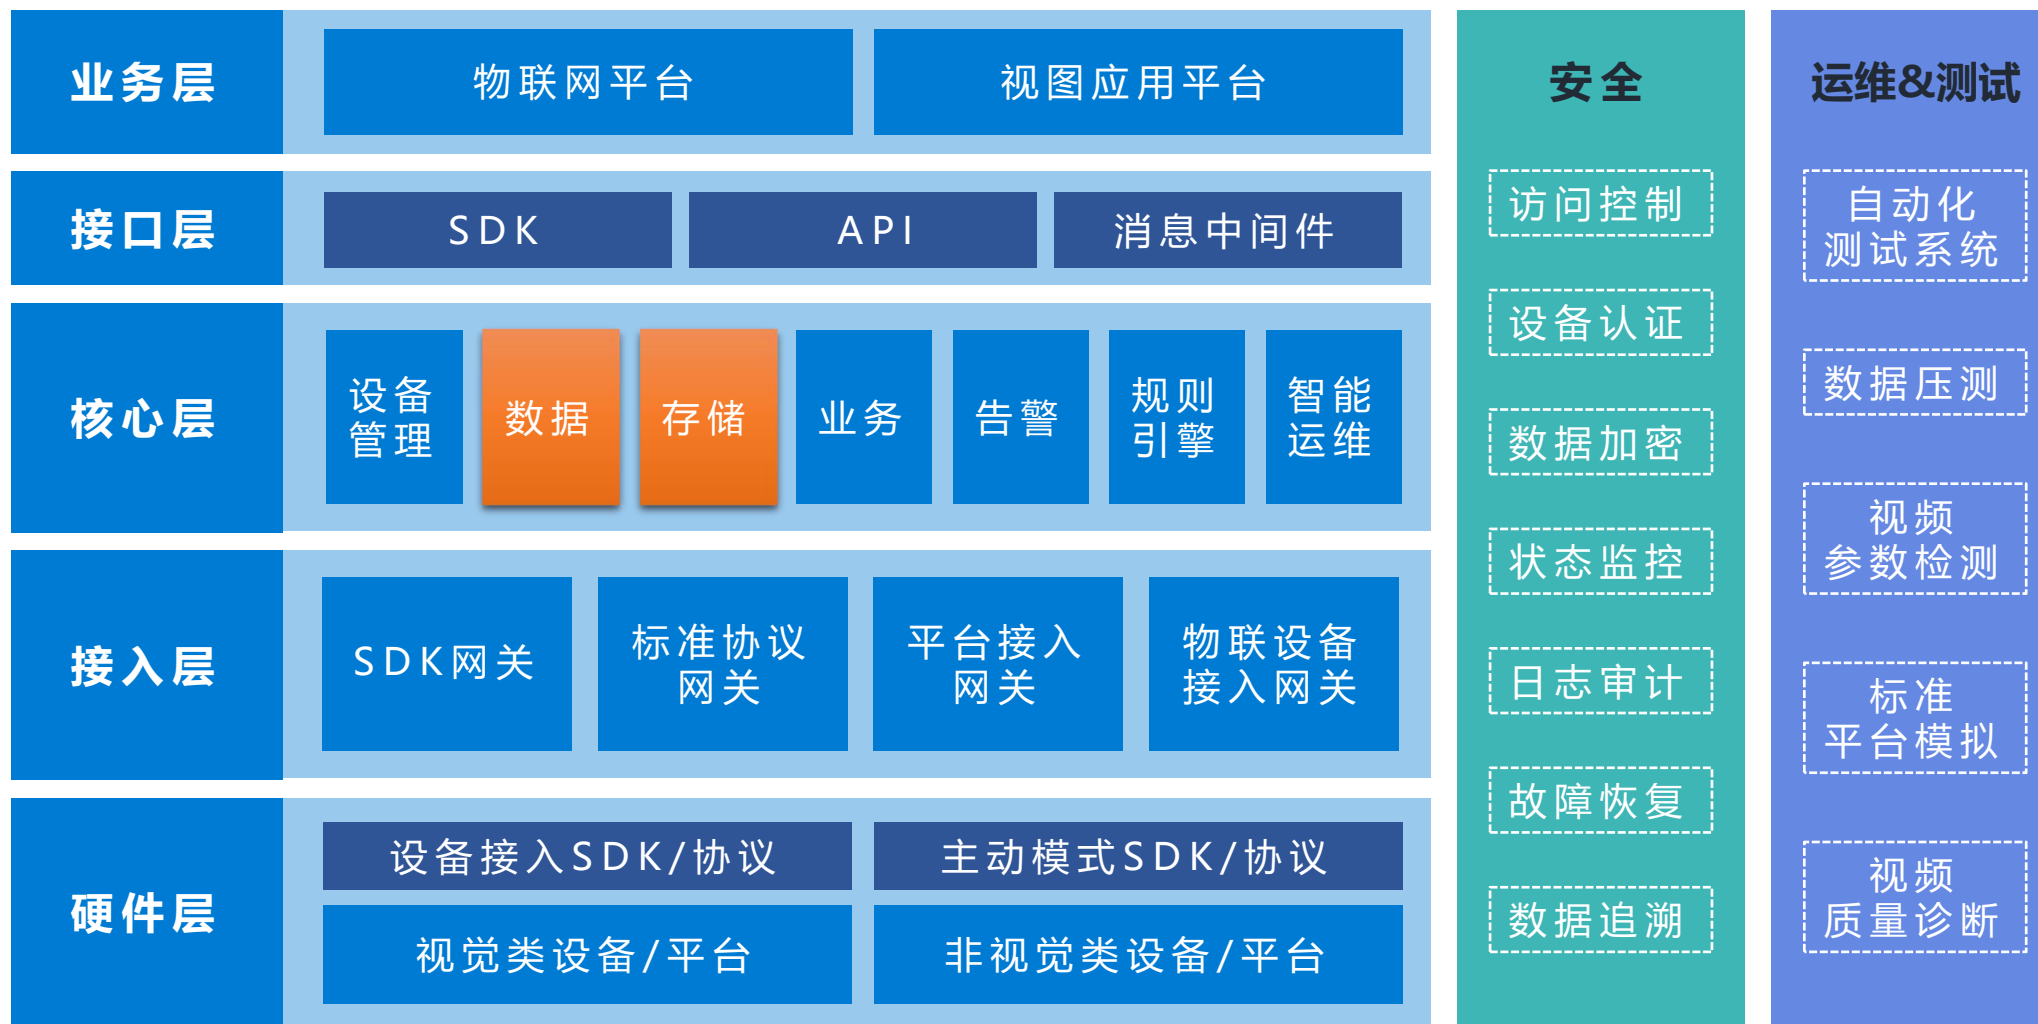 业务层
物联网平台
视图应用平台
接口层
SDK
API
消息中间件
核心层
设备
管理
数据
存储
业务
告警
规则
引擎
智能
运维
接入层
SDK网关
标准协议
网关
平台接入
网关
物联设备
接入网关
硬件层
设备接入SDK/协议
主动模式SDK/协议
视觉类设备/平台
非视觉类设备/平台
安全
访问控制
设备认证
数据加密
状态监控
日志审计
故障恢复
数据追溯
运维&测试
自动化
测试系统
数据压测
视频
参数检测
标准
平台模拟
视频
质量诊断